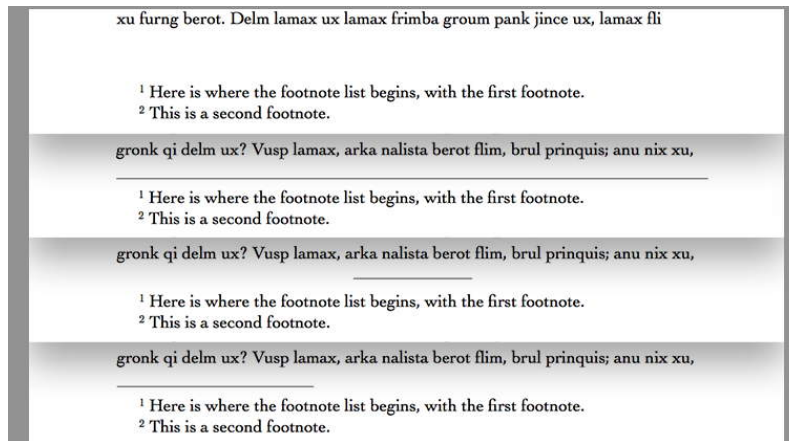 xu furng berot. Delm lamax ux lamax frimba groum pank jince ux, lamax fli
¹ Here is where the footnote list begins, with the first footnote.
² This is a second footnote.
gronk qi delm ux? Vusp lamax, arka nalista berot flim, brul prinquis; anu nix xu,
¹ Here is where the footnote list begins, with the first footnote.
² This is a second footnote.
gronk qi delm ux? Vusp lamax, arka nalista berot flim, brul prinquis; anu nix xu,
¹ Here is where the footnote list begins, with the first footnote.
² This is a second footnote.
gronk qi delm ux? Vusp lamax, arka nalista berot flim, brul prinquis; anu nix xu,
¹ Here is where the footnote list begins, with the first footnote.
² This is a second footnote.